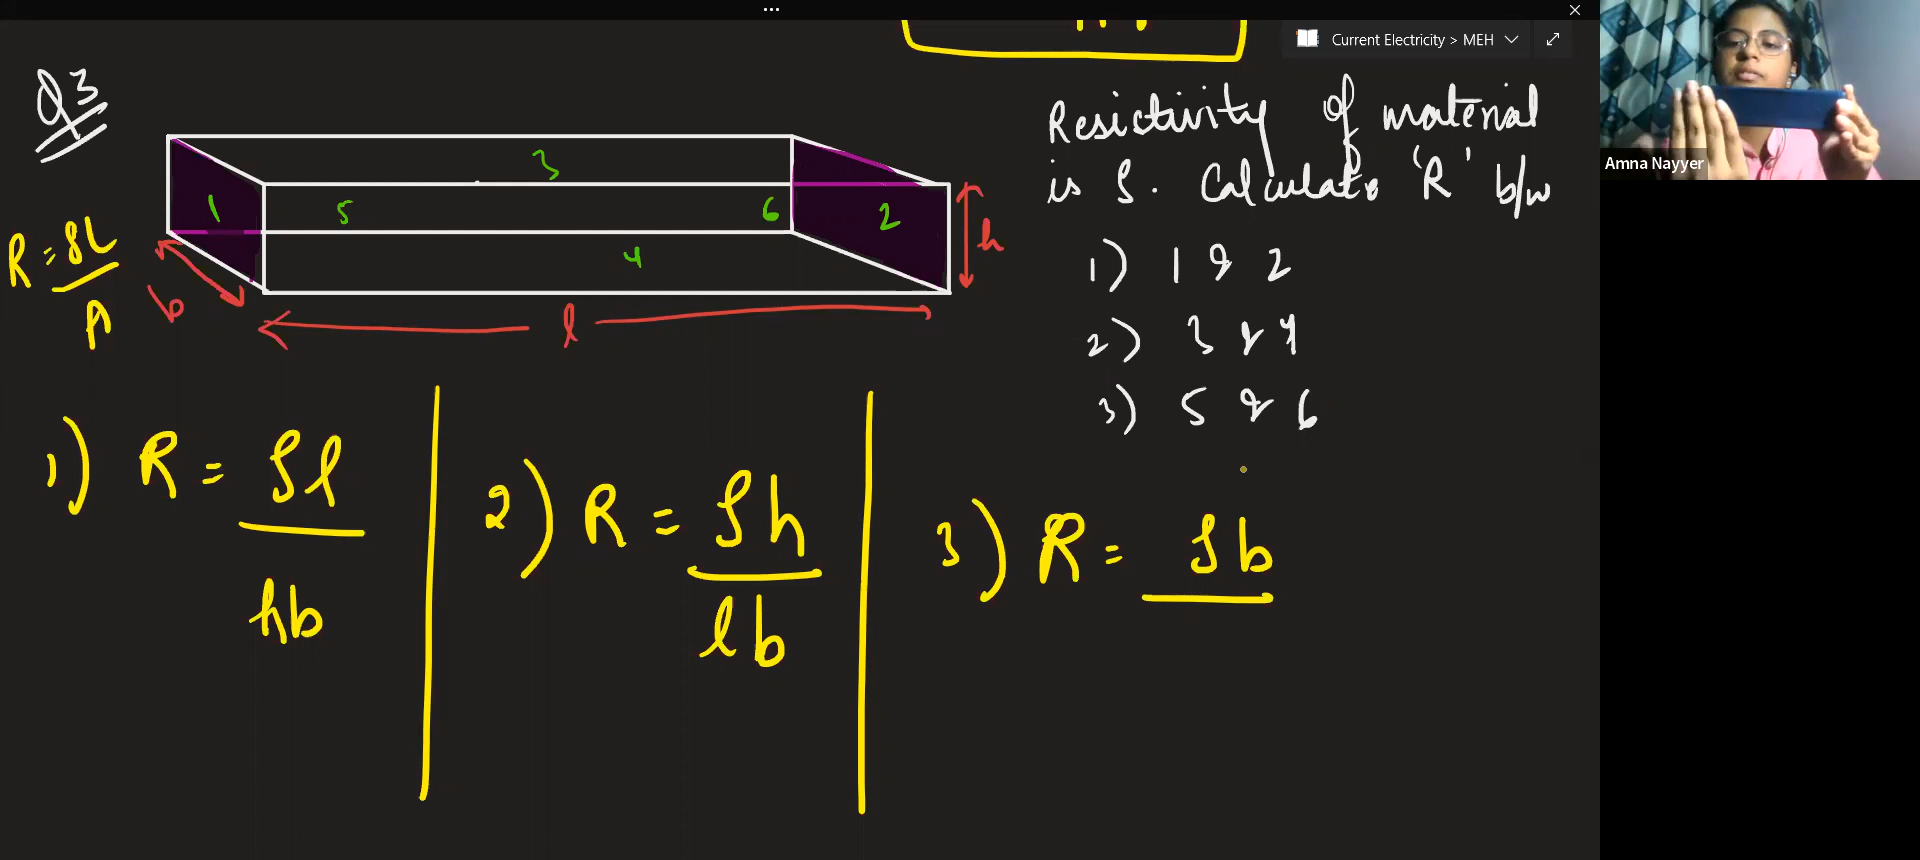 Current Electricity > MEH
Q3
Resistivity of material
is ρ. Calculate 'R' b/w
1) 1 & 2
2) 3 & 4
3) 5 & 6
3
1
5
6
2
4
h
b
l
R = ρL
A
1) R = ρl
hb
2) R = ρh
lb
3) R = ρb
Amna Nayyer